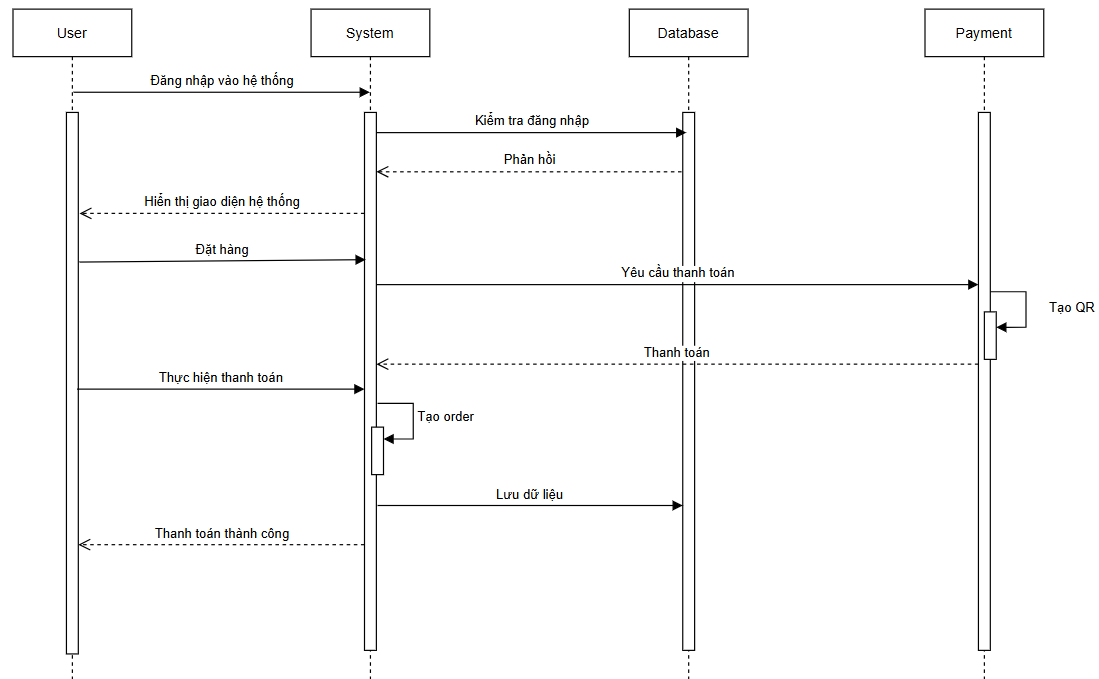 User
System
Database
Payment
Đăng nhập vào hệ thống
Kiểm tra đăng nhập
Phản hồi
Hiển thị giao diện hệ thống
Đặt hàng
Yêu cầu thanh toán
Tạo QR
Thanh toán
Thực hiện thanh toán
Tạo order
Lưu dữ liệu
Thanh toán thành công